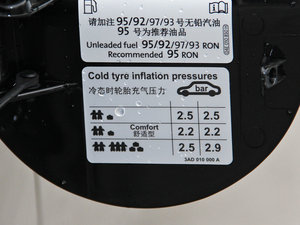 请加注95/92/97/93 号无铅汽油
95 号为推荐油品
Unleaded fuel 95/92/97/93 RON
Recommended 95 RON
Cold tyre inflation pressures
冷态时轮胎充气压力
bar
2.5 2.5
Comfort
舒适型
2.2 2.2
2.5 2.9
3AD 010 000 A